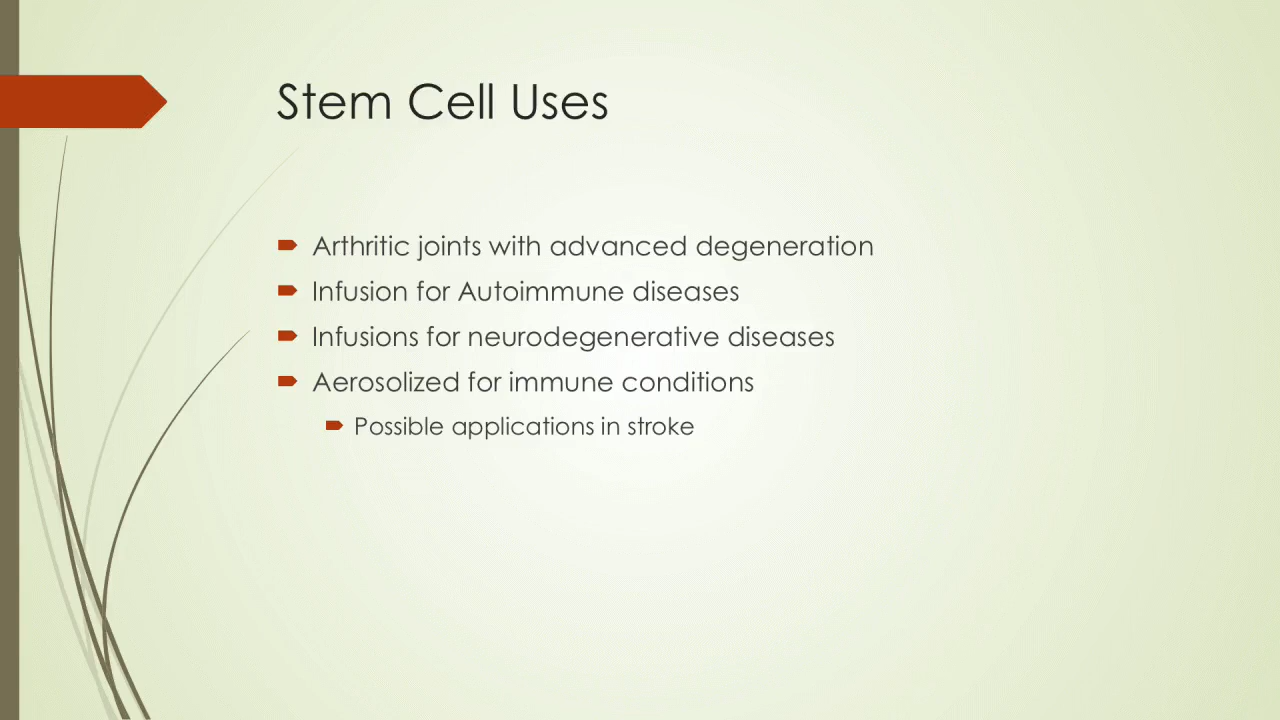 Stem Cell Uses
Arthritic joints with advanced degeneration
Infusion for Autoimmune diseases
Infusions for neurodegenerative diseases
Aerosolized for immune conditions
Possible applications in stroke